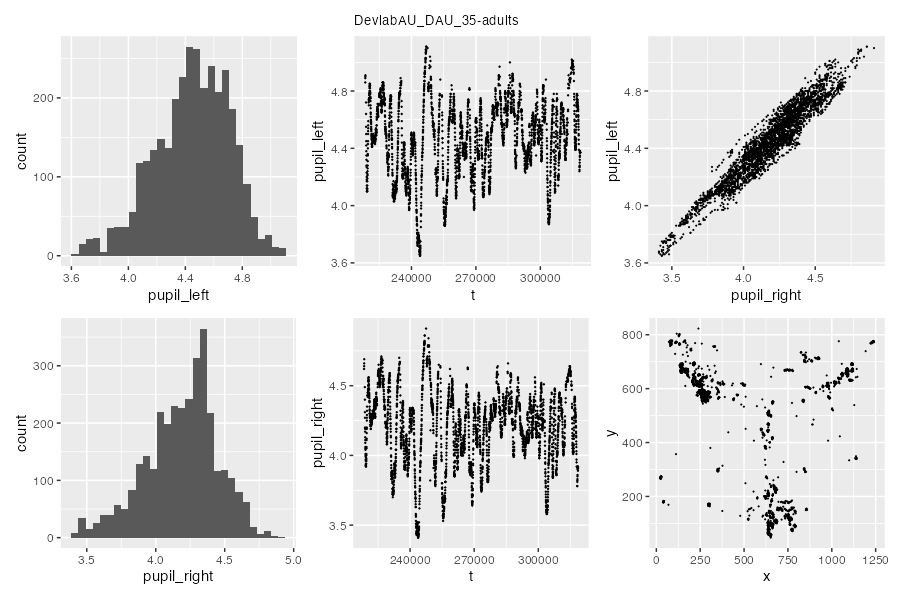 DevlabAU_DAU_35-adults
count
200
100
0
3.6 4.0 4.4 4.8
pupil_left
pupil_left
4.8
4.4
4.0
3.6
240000 270000 300000
t
pupil_left
4.8
4.4
4.0
3.6
3.5 4.0 4.5
pupil_right
count
300
200
100
0
3.5 4.0 4.5 5.0
pupil_right
pupil_right
4.5
4.0
3.5
240000 270000 300000
t
y
800
600
400
200
0 250 500 750 1000 1250
x